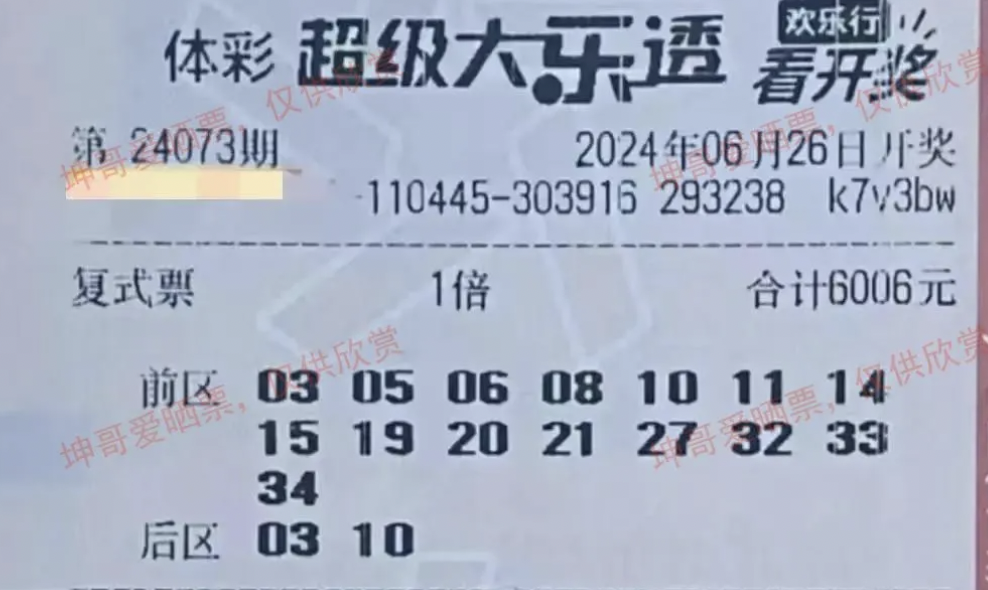 体彩 超级大乐透 欢乐行 看开奖
第 24073期 2024年06月26日开奖
-110445-303916 293238 k7v3bw
复式票 1倍 合计6006元
坤哥爱晒票，仅供欣赏
坤哥爱晒票，仅供欣赏
前区 03 05 06 08 10 11 14
15 19 20 21 27 32 33
34
后区 03 10
坤哥爱晒票，仅供欣赏
坤哥爱晒票，仅供欣赏